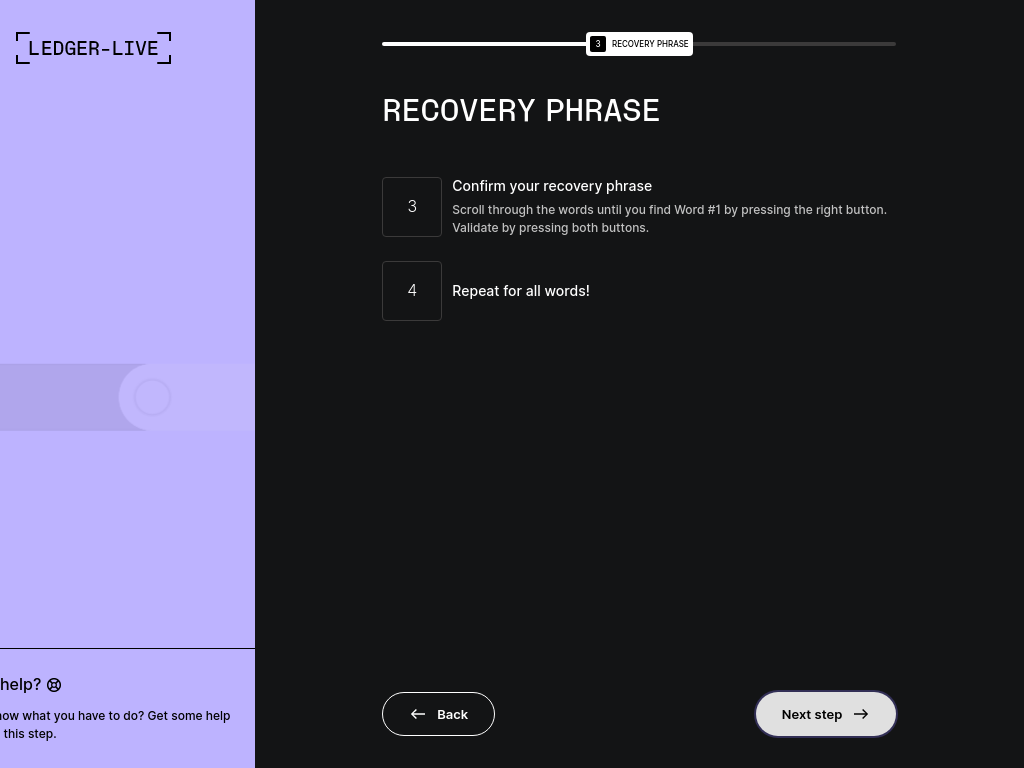 LEDGER-LIVE
3 RECOVERY PHRASE
RECOVERY PHRASE
3
Confirm your recovery phrase
Scroll through the words until you find Word #1 by pressing the right button.
Validate by pressing both buttons.
4
Repeat for all words!
help?
what you have to do? Get some help
this step.
Back
Next step